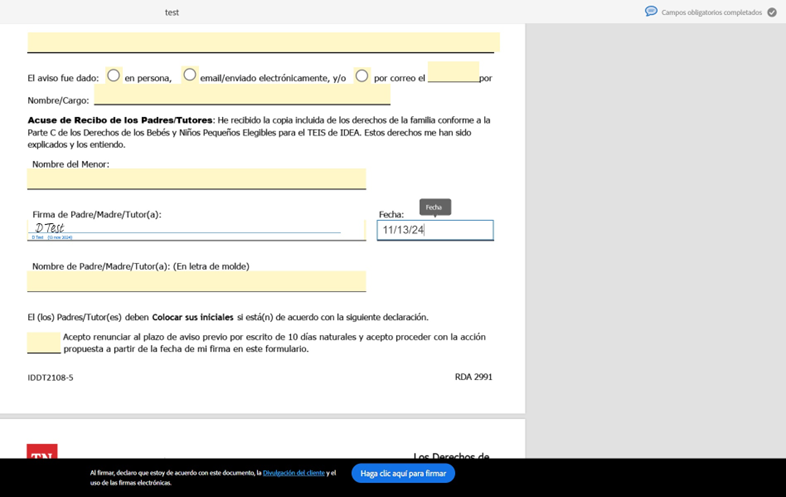 test
Campos obligatorios completados
El aviso fue dado: en persona, email/enviado electrónicamente, y/o por correo el por
Nombre/Cargo:
Acuse de Recibo de los Padres/Tutores: He recibido la copia incluida de los derechos de la familia conforme a la
Parte C de los Derechos de los Bebés y Niños Pequeños Elegibles para el TEIS de IDEA. Estos derechos me han sido
explicados y los entiendo.
Nombre del Menor:
Fecha
Firma de Padre/Madre/Tutor(a): Fecha:
D Test 11/13/24
D Test (13 nov 2024)
Nombre de Padre/Madre/Tutor(a): (En letra de molde)
El (los) Padres/Tutor(es) deben Colocar sus iniciales si está(n) de acuerdo con la siguiente declaración.
Acepto renunciar al plazo de aviso previo por escrito de 10 días naturales y acepto proceder con la acción
propuesta a partir de la fecha de mi firma en este formulario.
IDDT2108-5 RDA 2991
TN Los Derechos de
Al firmar, declaro que estoy de acuerdo con este documento, la Divulgación del cliente y el
uso de las firmas electrónicas.
Haga clic aquí para firmar